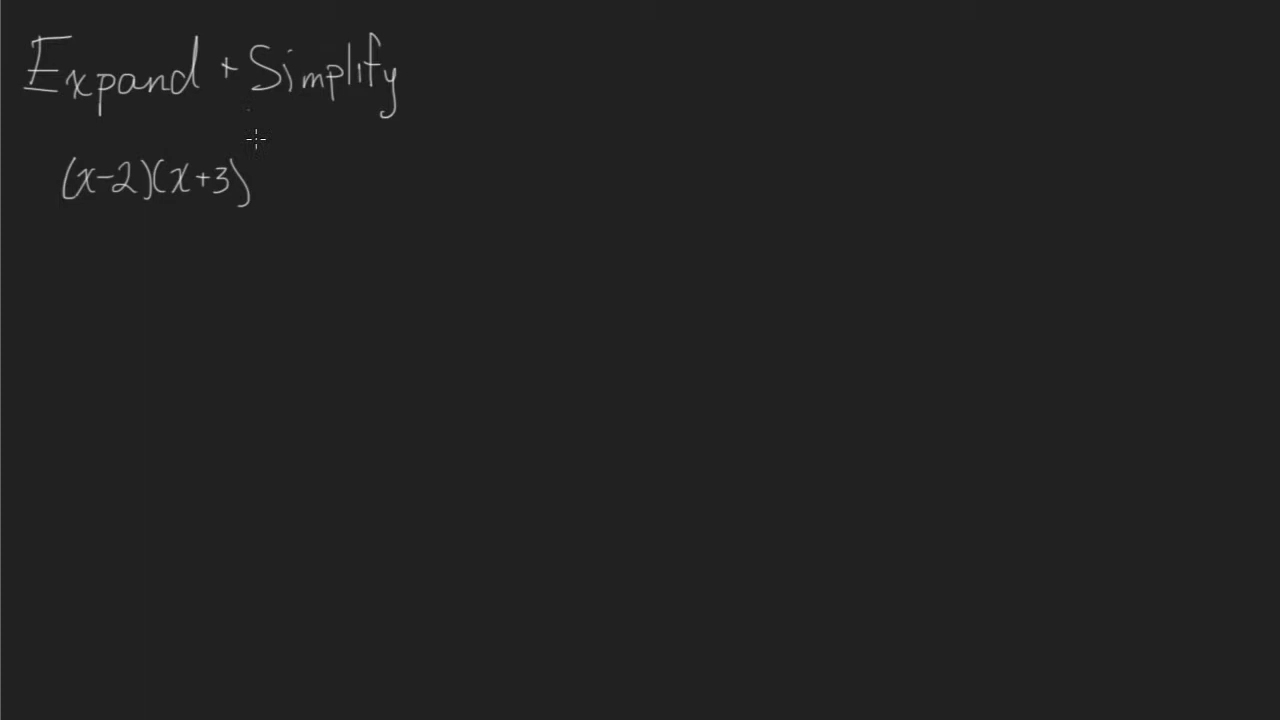 Expand + Simplify
(x-2)(x+3)